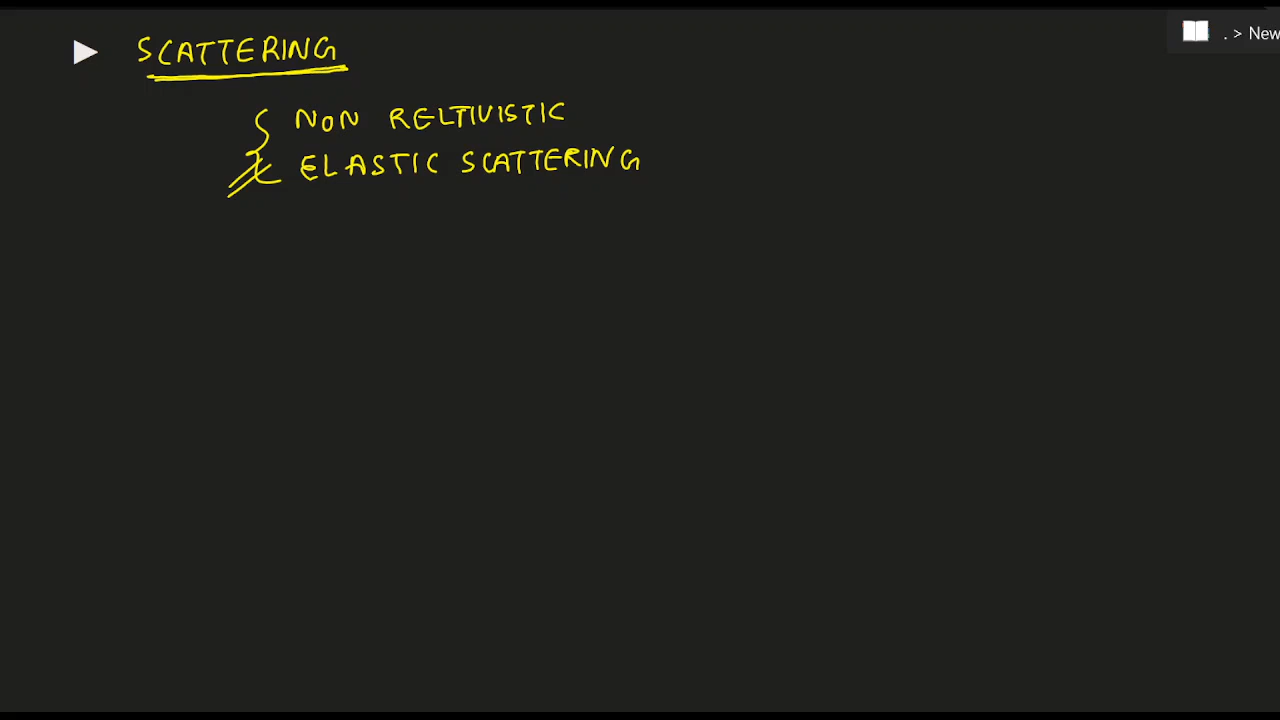 SCATTERING
. > New
NON RELTIVISTIC
ELASTIC SCATTERING